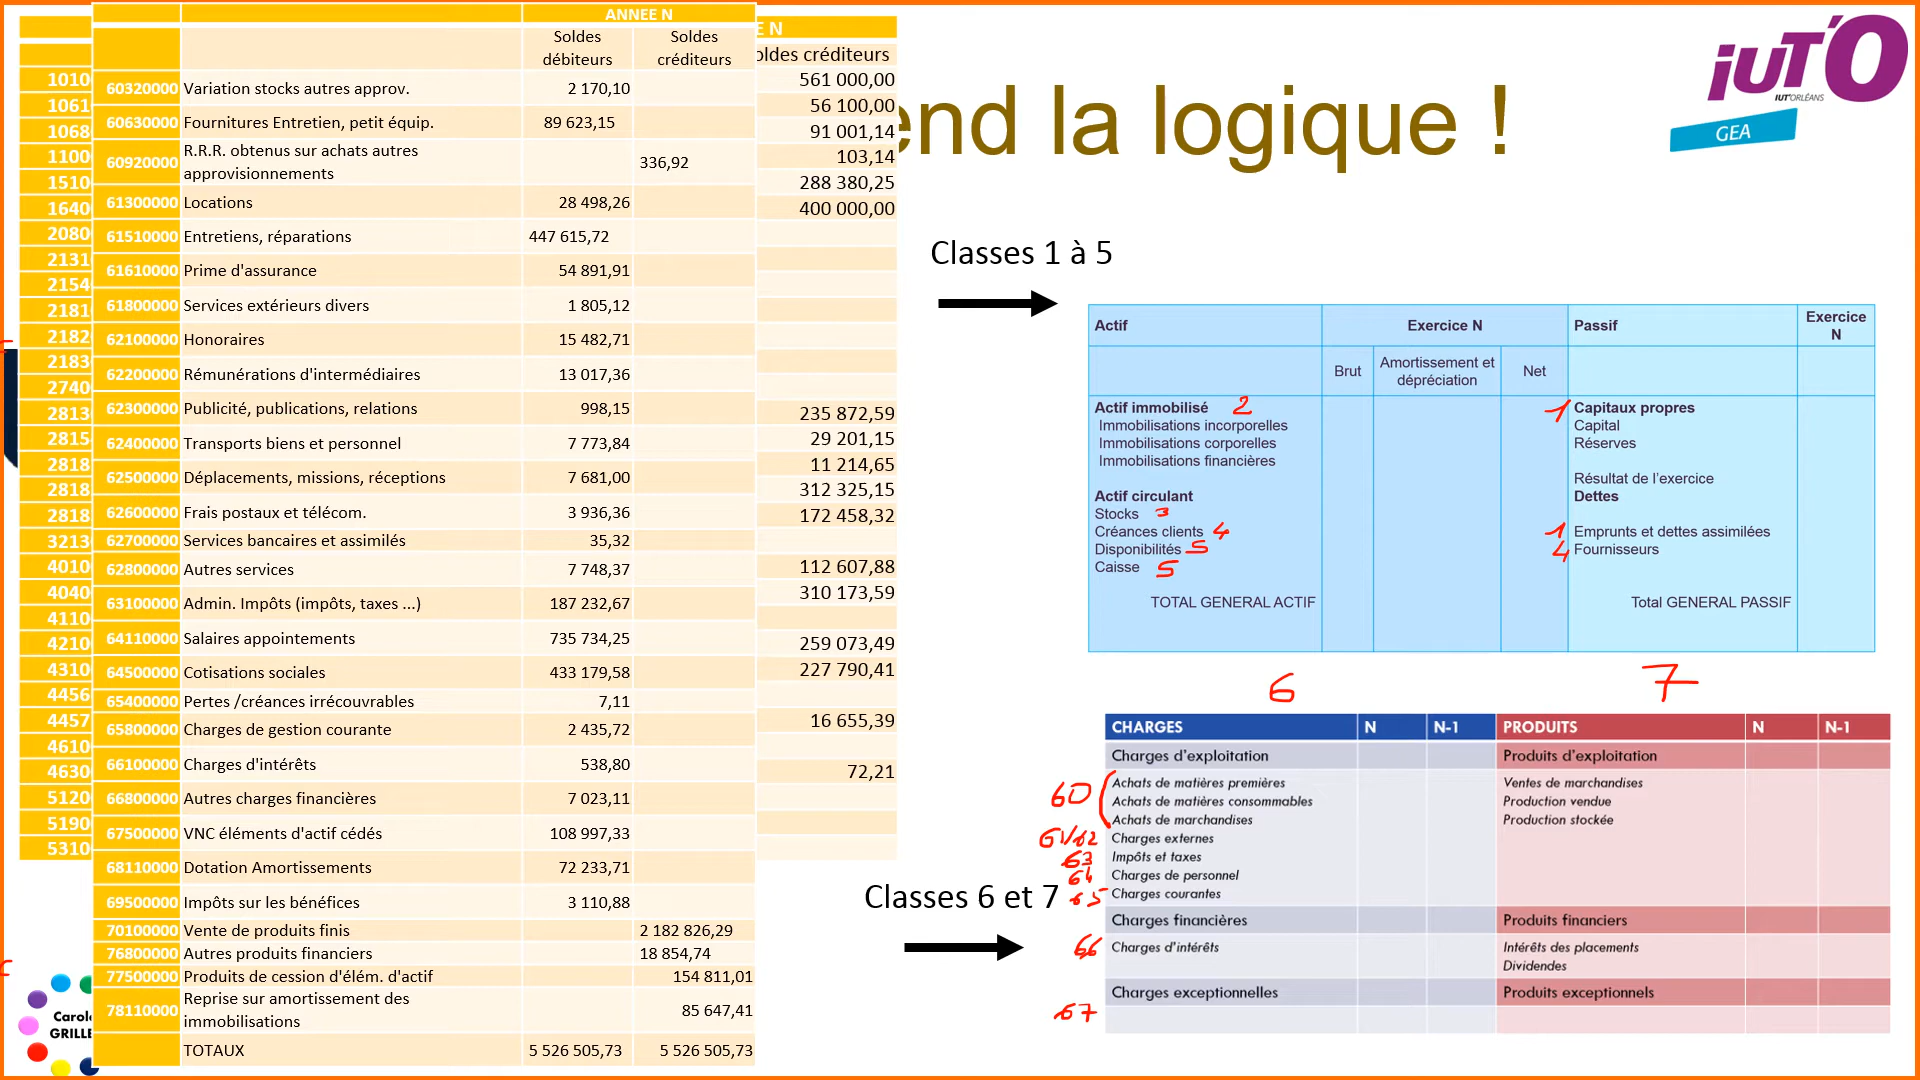 ANNEE N
Soldes débiteurs
Soldes créditeurs
60320000 Variation stocks autres approv. 2 170,10
60630000 Fournitures Entretien, petit équip. 89 623,15
60920000 R.R.R. obtenus sur achats autres approvisionnements 336,92
61300000 Locations 28 498,26
61510000 Entretiens, réparations 447 615,72
61610000 Prime d'assurance 54 891,91
61800000 Services extérieurs divers 1 805,12
62100000 Honoraires 15 482,71
62200000 Rémunérations d'intermédiaires 13 017,36
62300000 Publicité, publications, relations 998,15
62400000 Transports biens et personnel 7 773,84
62500000 Déplacements, missions, réceptions 7 681,00
62600000 Frais postaux et télécom. 3 936,36
62700000 Services bancaires et assimilés 35,32
62800000 Autres services 7 748,37
63100000 Admin. Impôts (impôts, taxes ...) 187 232,67
64110000 Salaires appointements 735 734,25
64500000 Cotisations sociales 433 179,58
65400000 Pertes /créances irrécouvrables 7,11
65800000 Charges de gestion courante 2 435,72
66100000 Charges d'intérêts 538,80
66800000 Autres charges financières 7 023,11
67500000 VNC éléments d'actif cédés 108 997,33
68110000 Dotation Amortissements 72 233,71
69500000 Impôts sur les bénéfices 3 110,88
70100000 Vente de produits finis 2 182 826,29
76800000 Autres produits financiers 18 854,74
77500000 Produits de cession d'élém. d'actif 154 811,01
78110000 Reprise sur amortissement des immobilisations 85 647,41
TOTAUX 5 526 505,73 5 526 505,73
1010
1061
1068
1100
1510
1640
2080
2131
2154
2181
2182
2183
2740
2813
2815
2818
2818
2818
3213
4010
4040
4110
4210
4310
4456
4457
4610
4630
5120
5190
5310
E N
oldes créditeurs
561 000,00
56 100,00
91 001,14
103,14
288 380,25
400 000,00
235 872,59
29 201,15
11 214,65
312 325,15
172 458,32
112 607,88
310 173,59
259 073,49
227 790,41
16 655,39
72,21
end la logique !
iUT'O
IUT'ORLÉANS
GEA
Classes 1 à 5
Actif Exercice N Passif Exercice N
Brut Amortissement et dépréciation Net
Actif immobilisé 2
Immobilisations incorporelles
Immobilisations corporelles
Immobilisations financières
Actif circulant
Stocks 3
Créances clients 4
Disponibilités 5
Caisse 5
TOTAL GENERAL ACTIF
1 Capitaux propres
Capital
Réserves
Résultat de l'exercice
Dettes
1 Emprunts et dettes assimilées
4 Fournisseurs
Total GENERAL PASSIF
6
7
Classes 6 et 7
CHARGES N N-1 PRODUITS N N-1
Charges d'exploitation
60 Achats de matières premières
Achats de matières consommables
Achats de marchandises
61/62 Charges externes
63 Impôts et taxes
64 Charges de personnel
65 Charges courantes
Charges financières
66 Charges d'intérêts
Charges exceptionnelles
67
Produits d'exploitation
Ventes de marchandises
Production vendue
Production stockée
Produits financiers
Intérêts des placements
Dividendes
Produits exceptionnels
Carol
GRILLE